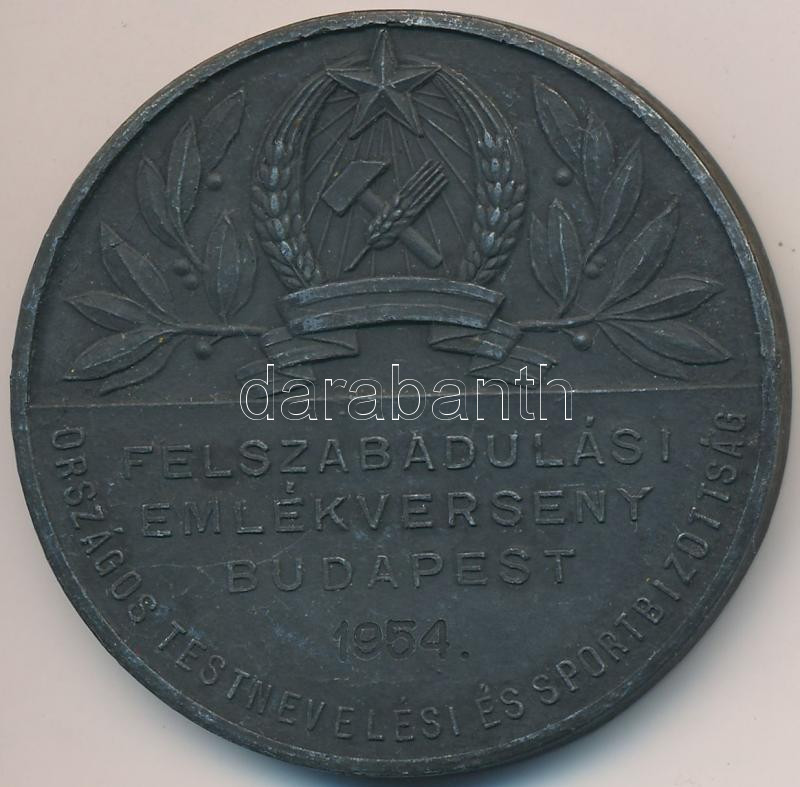 darabanth
FELSZABADULÁSI
EMLÉKVERSENY
BUDAPEST
1954.
ORSZÁGOS TESTNEVELÉSI ÉS SPORTBIZOTTSÁG